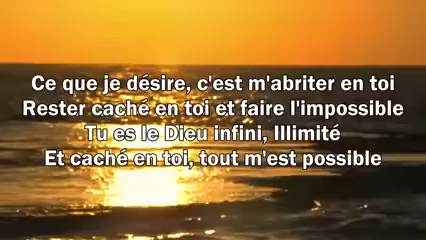 Ce que je désire, c'est m'abriter en toi
Rester caché en toi et faire l'impossible
Tu es le Dieu infini, Illimité
Et caché en toi, tout m'est possible